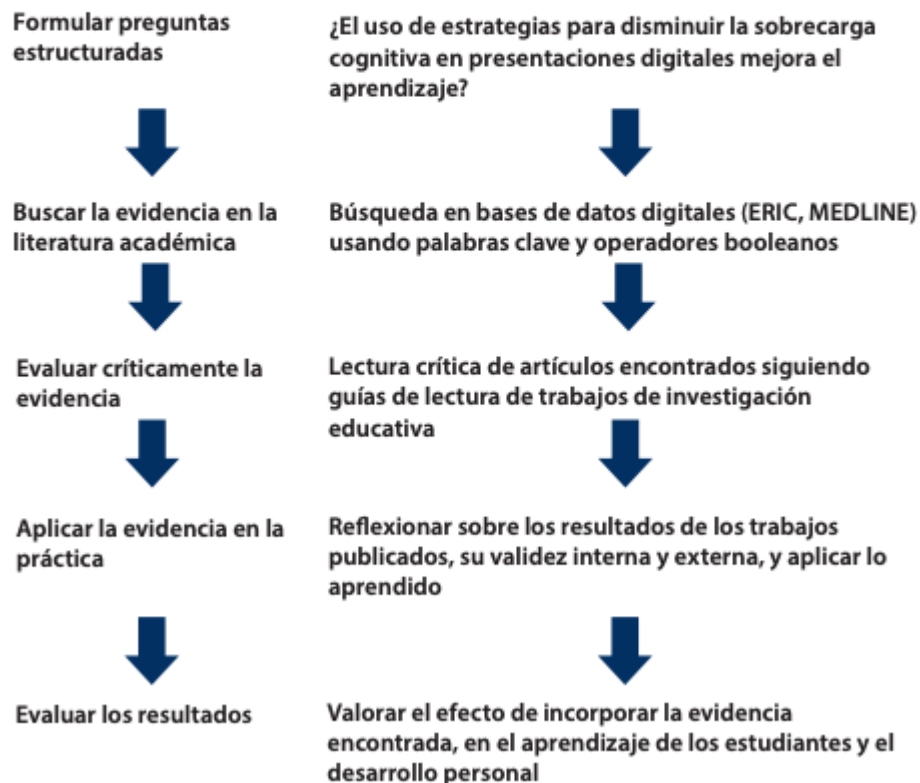 Formular preguntas
estructuradas
¿El uso de estrategias para disminuir la sobrecarga
cognitiva en presentaciones digitales mejora el
aprendizaje?
Buscar la evidencia en la
literatura académica
Búsqueda en bases de datos digitales (ERIC, MEDLINE)
usando palabras clave y operadores booleanos
Evaluar críticamente la
evidencia
Lectura crítica de artículos encontrados siguiendo
guías de lectura de trabajos de investigación
educativa
Aplicar la evidencia en la
práctica
Reflexionar sobre los resultados de los trabajos
publicados, su validez interna y externa, y aplicar lo
aprendido
Evaluar los resultados
Valorar el efecto de incorporar la evidencia
encontrada, en el aprendizaje de los estudiantes y el
desarrollo personal